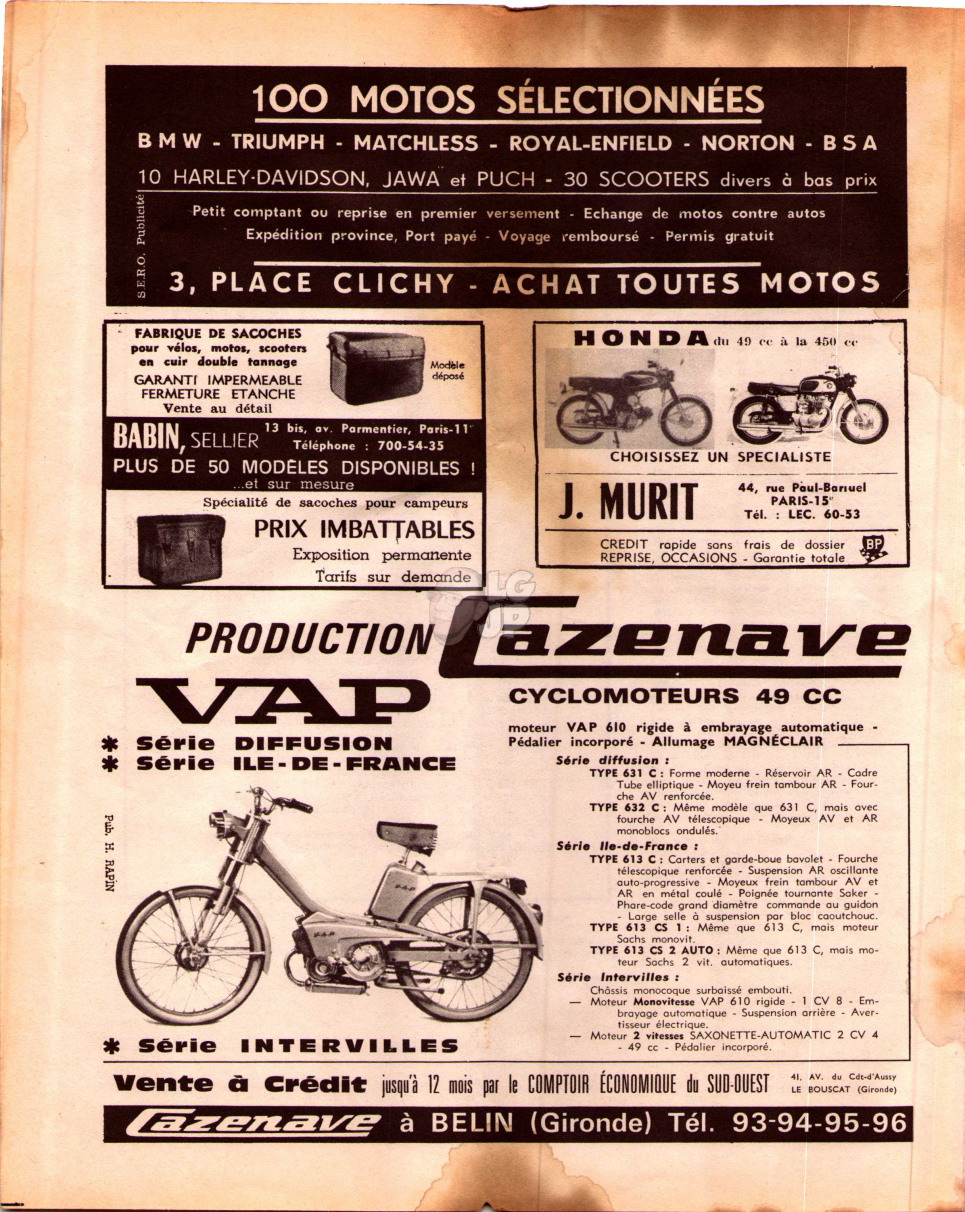 100 MOTOS SÉLECTIONNÉES
BMW - TRIUMPH - MATCHLESS - ROYAL-ENFIELD - NORTON - BSA
10 HARLEY-DAVIDSON, JAWA et PUCH - 30 SCOOTERS divers à bas prix
Petit comptant ou reprise en premier versement - Echange de motos contre autos
Expédition province, Port payé - Voyage remboursé - Permis gratuit
3, PLACE CLICHY - ACHAT TOUTES MOTOS
S.E.R.O. Publicité
FABRIQUE DE SACOCHES
pour vélos, motos, scooters
en cuir double tannage
GARANTI IMPERMEABLE
FERMETURE ETANCHE
Vente au détail
Modèle
déposé
BABIN, SELLIER
13 bis, av. Parmentier, Paris-11e
Téléphone : 700-54-35
PLUS DE 50 MODÈLES DISPONIBLES !
...et sur mesure
Spécialité de sacoches pour campeurs
PRIX IMBATTABLES
Exposition permanente
Tarifs sur demande
HONDA du 49 cc à la 450 cc
CHOISISSEZ UN SPECIALISTE
J. MURIT
44, rue Paul-Barruel
PARIS-15e
Tél. : LEC. 60-53
CREDIT rapide sans frais de dossier
REPRISE, OCCASIONS - Garantie totale
BP
LG
JB
PRODUCTION Cazenave
VAP
CYCLOMOTEURS 49 CC
* Série DIFFUSION
* Série ILE-DE-FRANCE
moteur VAP 610 rigide à embrayage automatique -
Pédalier incorporé - Allumage MAGNÉCLAIR
Série diffusion :
TYPE 631 C : Forme moderne - Réservoir AR - Cadre
Tube elliptique - Moyeu frein tambour AR - Four-
che AV renforcée.
TYPE 632 C : Même modèle que 631 C, mais avec
fourche AV télescopique - Moyeux AV et AR
monoblocs ondulés.
Série Ile-de-France :
TYPE 613 C : Carters et garde-boue bavolet - Fourche
télescopique renforcée - Suspension AR oscillante
auto-progressive - Moyeux frein tambour AV et
AR en métal coulé - Poignée tournante Saker -
Phare-code grand diamètre commande au guidon
- Large selle à suspension par bloc caoutchouc.
TYPE 613 CS 1 : Même que 613 C, mais moteur
Sachs monovit.
TYPE 613 CS 2 AUTO : Même que 613 C, mais mo-
teur Sachs 2 vit. automatiques.
Série Intervilles :
Châssis monocoque surbaissé embouti.
— Moteur Monovitesse VAP 610 rigide - 1 CV 8 - Em-
brayage automatique - Suspension arrière - Aver-
tisseur électrique.
— Moteur 2 vitesses SAXONETTE-AUTOMATIC 2 CV 4
- 49 cc - Pédalier incorporé.
Pub. H. RAPIN
V.A.P
V.A.P
* Série INTERVILLES
Vente à Crédit jusqu'à 12 mois par le COMPTOIR ÉCONOMIQUE du SUD-OUEST
41, AV. du Cdt-d'Aussy
LE BOUSCAT (Gironde)
Cazenave à BELIN (Gironde) Tél. 93-94-95-96